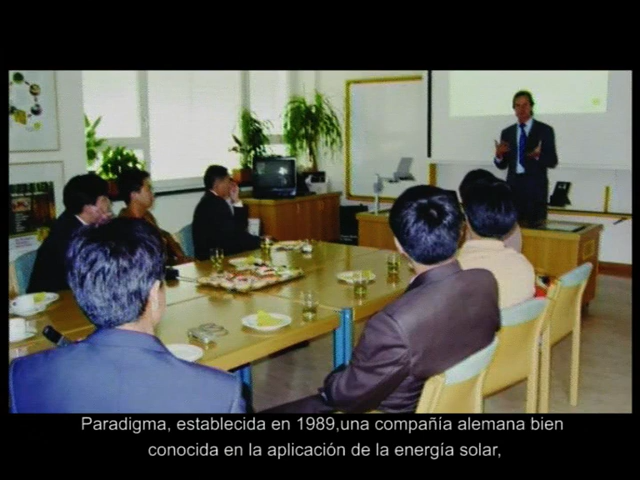 Paradigma, establecida en 1989,una compañía alemana bien
conocida en la aplicación de la energía solar,